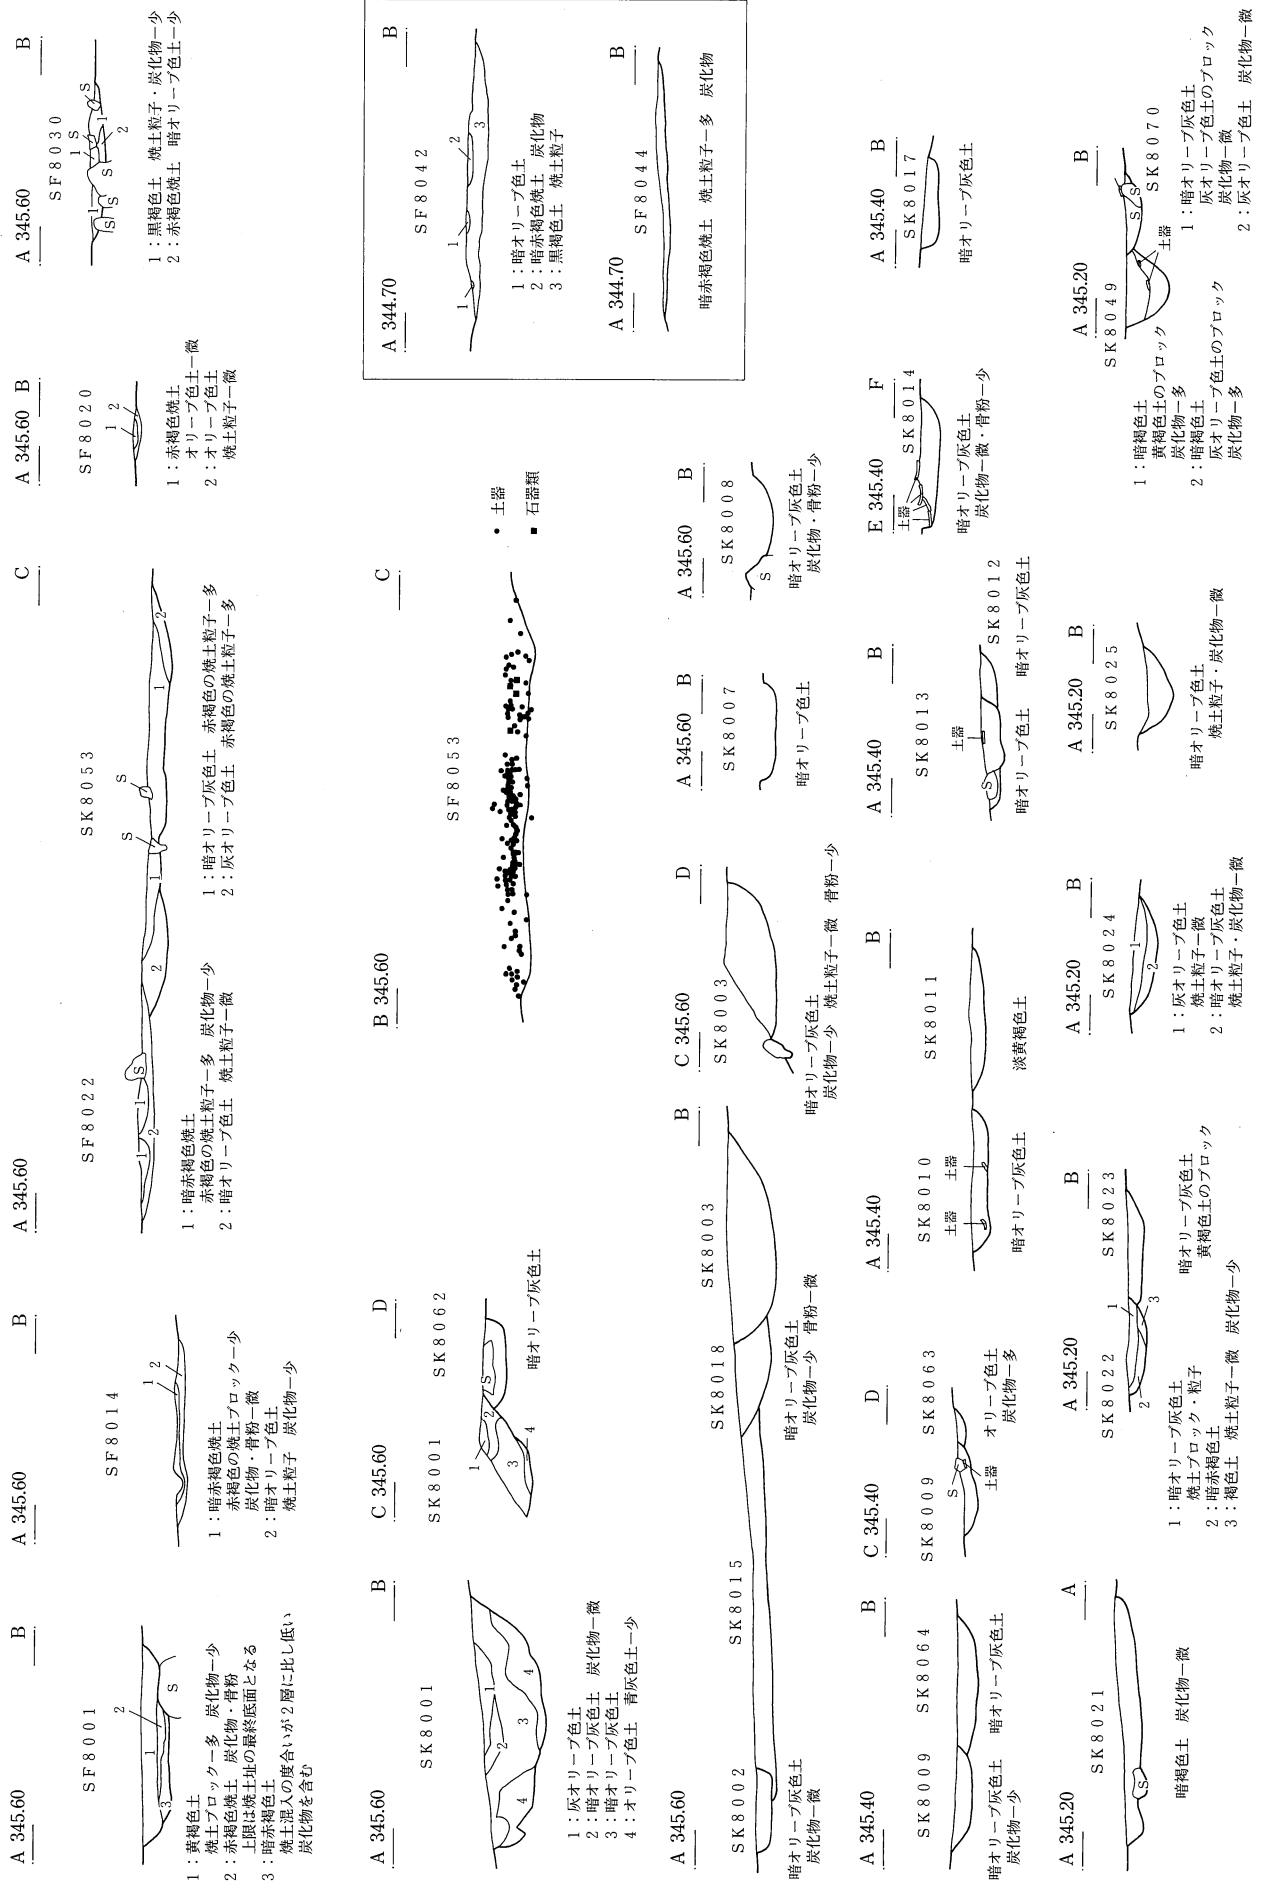 A 345.60 B
SF8001
1
2
3
S
1：黄褐色土
焼土ブロック―多　炭化物―少
2：赤褐色焼土　炭化物・骨粉
上限は焼土址の最終底面となる
3：暗赤褐色土
焼土混入の度合いが2層に比し低い
炭化物を含む
A 345.60 B
SF8014
1 2
1：暗赤褐色焼土
赤褐色の焼土ブロック―少
炭化物・骨粉―微
2：暗オリーブ色土
焼土粒子　炭化物―少
A 345.60 C
SF8022 SK8053
1 1 2 S 2 1 S S 1 2
1：暗赤褐色焼土
赤褐色の焼土粒子―多　炭化物―少
2：暗オリーブ色土　焼土粒子―微
1：暗オリーブ灰色土　赤褐色の焼土粒子―多
2：灰オリーブ色土　赤褐色の焼土粒子―多
A 345.60 B
SF8020
1 2
1：赤褐色焼土
オリーブ色土―微
2：オリーブ色土
焼土粒子―微
A 345.60 B
SF8030
1 S S S 1 S 1 2 S
1：黒褐色土　焼土粒子・炭化物―少
2：赤褐色焼土　暗オリーブ色土―少
A 345.60 B
SK8001
1
2
3
4
4
1：灰オリーブ色土
2：暗オリーブ灰色土　炭化物―微
3：暗オリーブ灰色土
4：オリーブ色土　青灰色土―少
C 345.60 D
SK8001 SK8062
1 2 3 4 S
暗オリーブ灰色土
B 345.60 C
SF8053
● 土器
■ 石器類
A 344.70 B
SF8042
1 1 2 3
1：暗オリーブ色土
2：暗赤褐色焼土　炭化物
3：黒褐色土　焼土粒子
A 344.70 B
SF8044
暗赤褐色焼土　焼土粒子―多　炭化物
A 345.60 B
SK8002 SK8015 SK8018 SK8003
暗オリーブ灰色土
炭化物―微
暗オリーブ灰色土
炭化物―少　骨粉―微
C 345.60 D
SK8003
暗オリーブ灰色土
炭化物―少　焼土粒子―微　骨粉―少
A 345.60 B
SK8007
暗オリーブ色土
A 345.60 B
SK8008
S
暗オリーブ灰色土
炭化物・骨粉―少
A 345.40 B
SK8009 SK8064
暗オリーブ灰色土
炭化物―少
暗オリーブ灰色土
C 345.40 D
SK8009 SK8063
S
土器
オリーブ色土
炭化物―多
A 345.40 B
SK8010 SK8011
土器 土器
暗オリーブ灰色土
淡黄褐色土
A 345.40 B
SK8013 SK8012
S
土器
暗オリーブ色土
暗オリーブ灰色土
E 345.40 F
SK8014
土器
暗オリーブ灰色土
炭化物―微・骨粉―少
A 345.40 B
SK8017
暗オリーブ灰色土
A 345.20 A
SK8021
S
暗褐色土　炭化物―微
A 345.20 B
SK8022 SK8023
2 1 3
1：暗オリーブ灰色土
焼土ブロック・粒子
2：暗赤褐色土
3：褐色土　焼土粒子―微　炭化物―少
暗オリーブ灰色土
黄褐色土のブロック
A 345.20 B
SK8024
1
2
1：灰オリーブ色土
焼土粒子―微
2：暗オリーブ灰色土
焼土粒子・炭化物―微
A 345.20 B
SK8025
暗オリーブ色土
焼土粒子・炭化物―微
A 345.20 B
SK8049 SK8070
土器
S S
1：暗褐色土
黄褐色土のブロック
炭化物―多
2：暗褐色土
灰オリーブ色土のブロック
炭化物―多
1：暗オリーブ灰色土
灰オリーブ色土のブロック
炭化物―微
2：灰オリーブ色土　炭化物―微